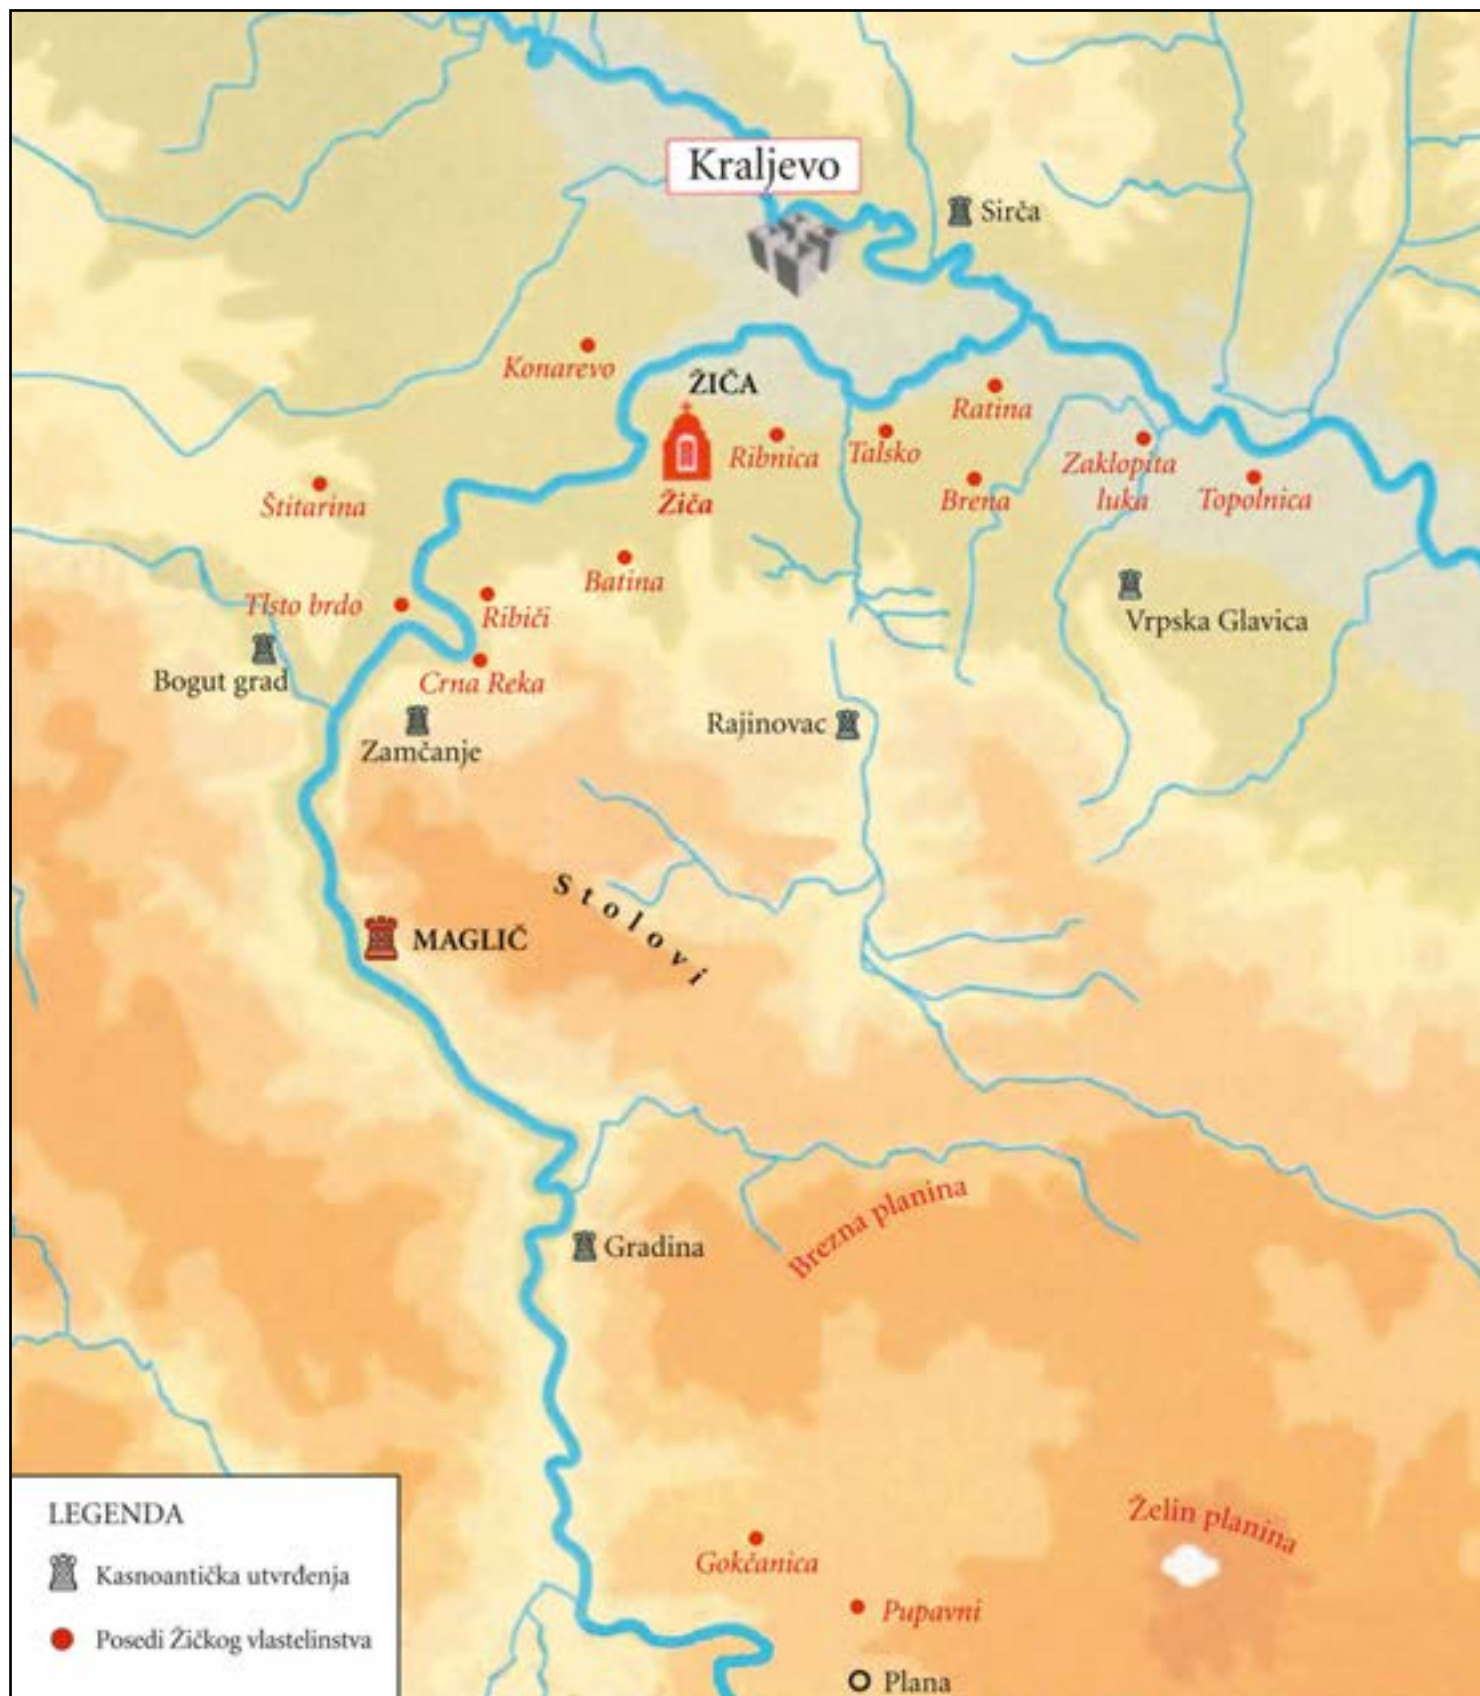 Kraljevo
Sirča
Konarevo
ŽIČA
Ratina
Ribnica
Talsko
Zaklopita
luka
Štitarina
Žiča
Brena
Topolnica
Batina
Tlsto brdo
Ribiči
Vrpska Glavica
Bogut grad
Crna Reka
Rajinovac
Zamčanje
Stolovi
MAGLIČ
Brezna planina
Gradina
Želin planina
LEGENDA
Kasnoantička utvrđenja
Posedi Žičkog vlastelinstva
Gokčanica
Pupavni
Plana